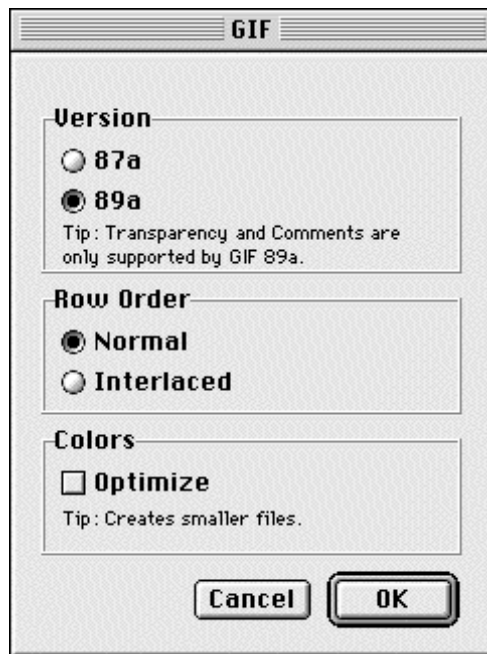 GIF
Version
87a
89a
Tip: Transparency and Comments are
only supported by GIF 89a.
Row Order
Normal
Interlaced
Colors
Optimize
Tip: Creates smaller files.
Cancel OK